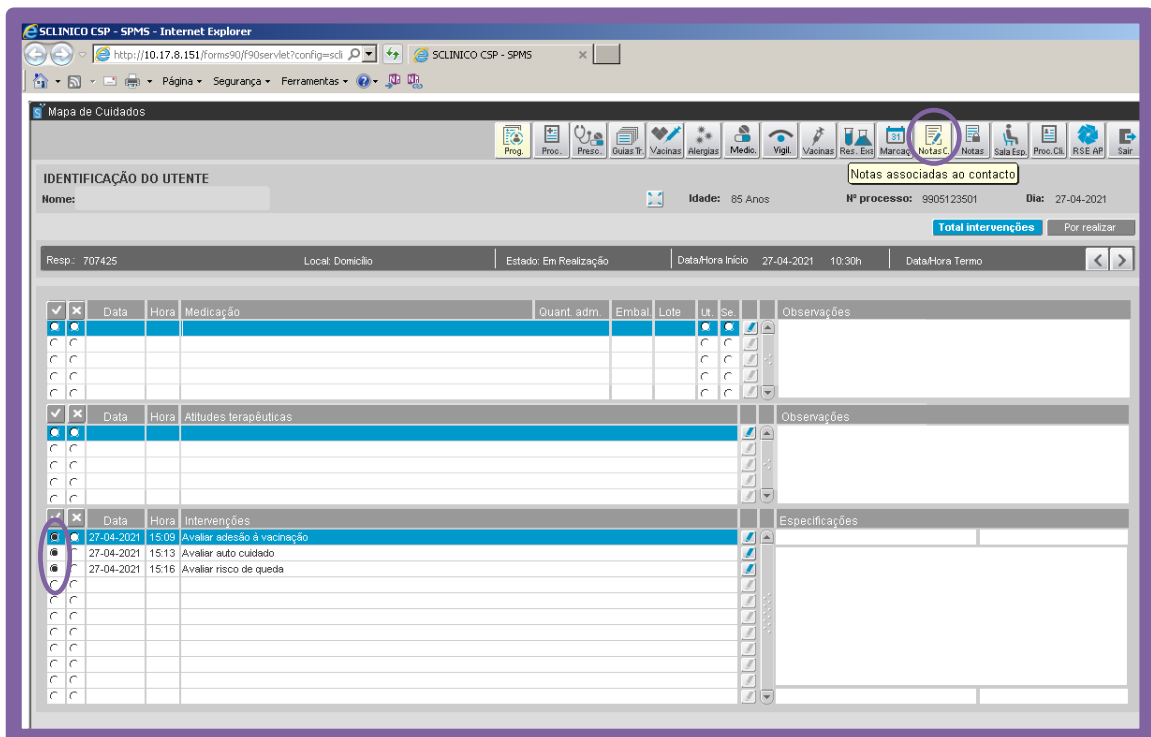 SCLINICO CSP - SPMS - Internet Explorer
http://10.17.8.151/forms90/f90servlet?config=scli SCLINICO CSP - SPMS
Página Segurança Ferramentas
Mapa de Cuidados
Prog. Proc. Presc. Guias Tr. Vacinas Alergias Medic. Vigil. Vacinas Res. Exa Marcaç NotasC. Notas Sala Esp. Proc.Cli. RSE AP Sair
31
Notas associadas ao contacto
IDENTIFICAÇÃO DO UTENTE
Nome: Idade: 85 Anos Nº processo: 9905123501 Dia: 27-04-2021
Total intervenções Por realizar
Resp.: 707425 Local: Domicílio Estado: Em Realização Data/Hora Início 27-04-2021 10:30h Data/Hora Termo
Data Hora Medicação Quant. adm. Embal. Lote Ut. Se. Observações
Data Hora Atitudes terapêuticas Observações
Data Hora Intervenções Especificações
27-04-2021 15:09 Avaliar adesão à vacinação
27-04-2021 15:13 Avaliar auto cuidado
27-04-2021 15:16 Avaliar risco de queda